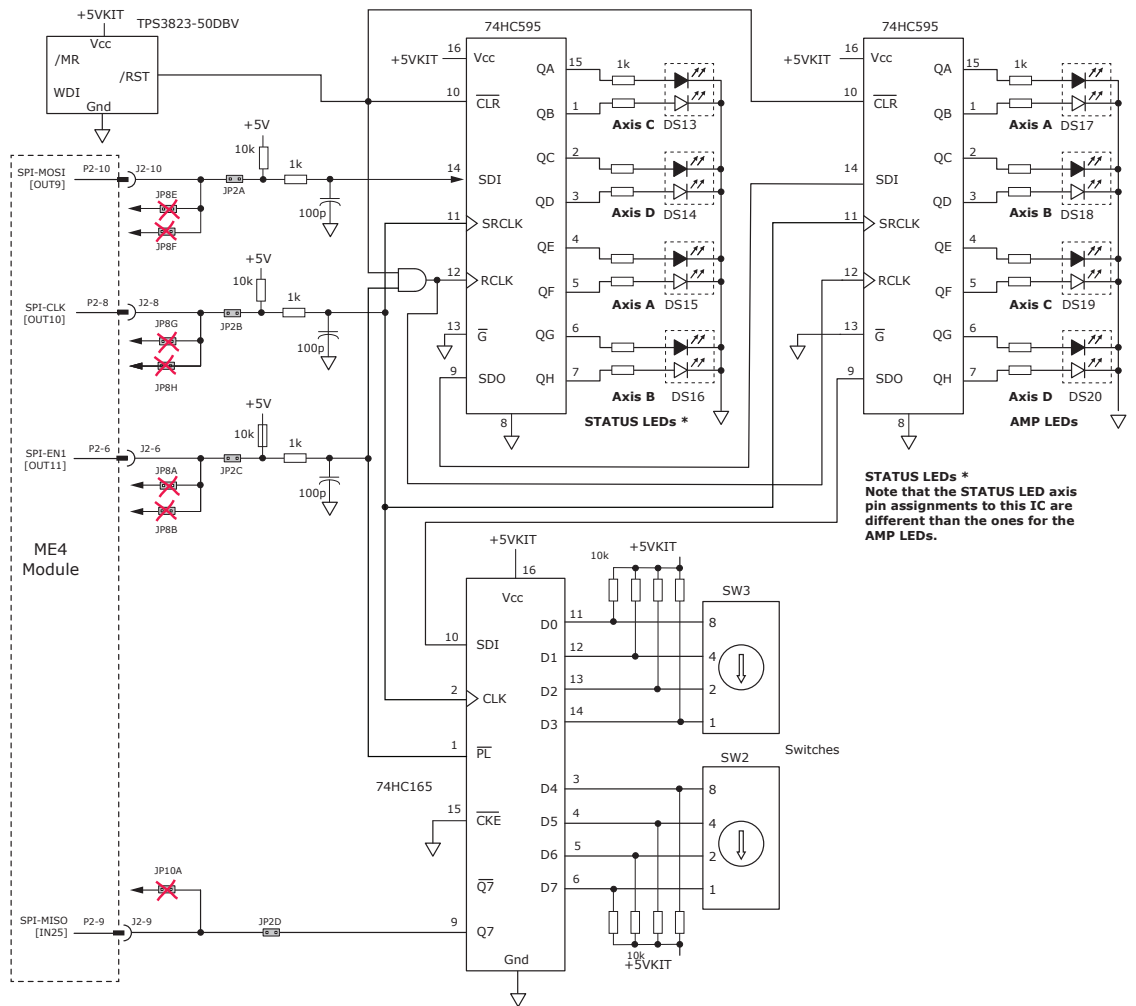 +5VKIT
TPS3823-50DBV
Vcc
/MR
/RST
WDI
Gnd
SPI-MOSI
[OUT9]
P2-10
J2-10
JP8E
JP8F
JP2A
+5V
10k
1k
100p
SPI-CLK
[OUT10]
P2-8
J2-8
JP8G
JP8H
JP2B
+5V
10k
1k
100p
SPI-EN1
[OUT11]
P2-6
J2-6
JP8A
JP8B
JP2C
+5V
10k
1k
100p
ME4
Module
JP10A
SPI-MISO
[IN25]
P2-9
J2-9
JP2D
74HC595
+5VKIT
16
Vcc
10
CLR
14
SDI
11
SRCLK
12
RCLK
13
G
9
SDO
8
QA
15
1k
QB
1
Axis C
DS13
QC
2
QD
3
Axis D
DS14
QE
4
QF
5
Axis A
DS15
QG
6
QH
7
Axis B
DS16
STATUS LEDs *
74HC595
+5VKIT
16
Vcc
10
CLR
14
SDI
11
SRCLK
12
RCLK
13
G
9
SDO
8
QA
15
1k
QB
1
Axis A
DS17
QC
2
QD
3
Axis B
DS18
QE
4
QF
5
Axis C
DS19
QG
6
QH
7
Axis D
DS20
AMP LEDs
STATUS LEDs *
Note that the STATUS LED axis
pin assignments to this IC are
different than the ones for the
AMP LEDs.
+5VKIT
16
Vcc
10
SDI
2
CLK
1
PL
74HC165
15
CKE
Q7
9
Q7
Gnd
D0
11
D1
12
D2
13
D3
14
D4
3
D5
4
D6
5
D7
6
10k
+5VKIT
SW3
8
4
2
1
Switches
SW2
8
4
2
1
10k
+5VKIT